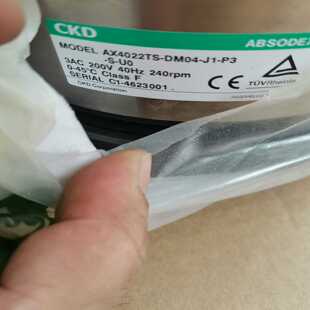 CKD ABSODEX
MODEL AX4022TS-DM04-J1-P3
-S-U0
3AC 200V 40Hz 240rpm
0-45°C Class F
SERIAL C1-4623001
CKD Corporation
CE
TÜVRheinland